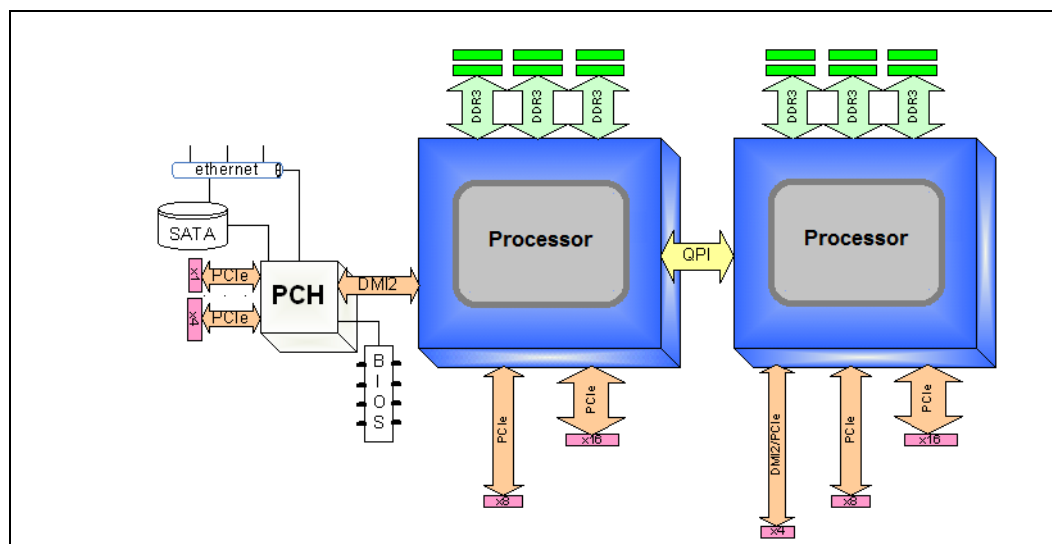 DDR3
DDR3
DDR3
DDR3
DDR3
DDR3
ethernet
SATA
Processor
Processor
QPI
x1
PCIe
PCH
DMI2
x4
PCIe
BIOS
PCIe
PCIe
x16
x8
DMI2/PCIe
PCIe
PCIe
x16
x8
x4